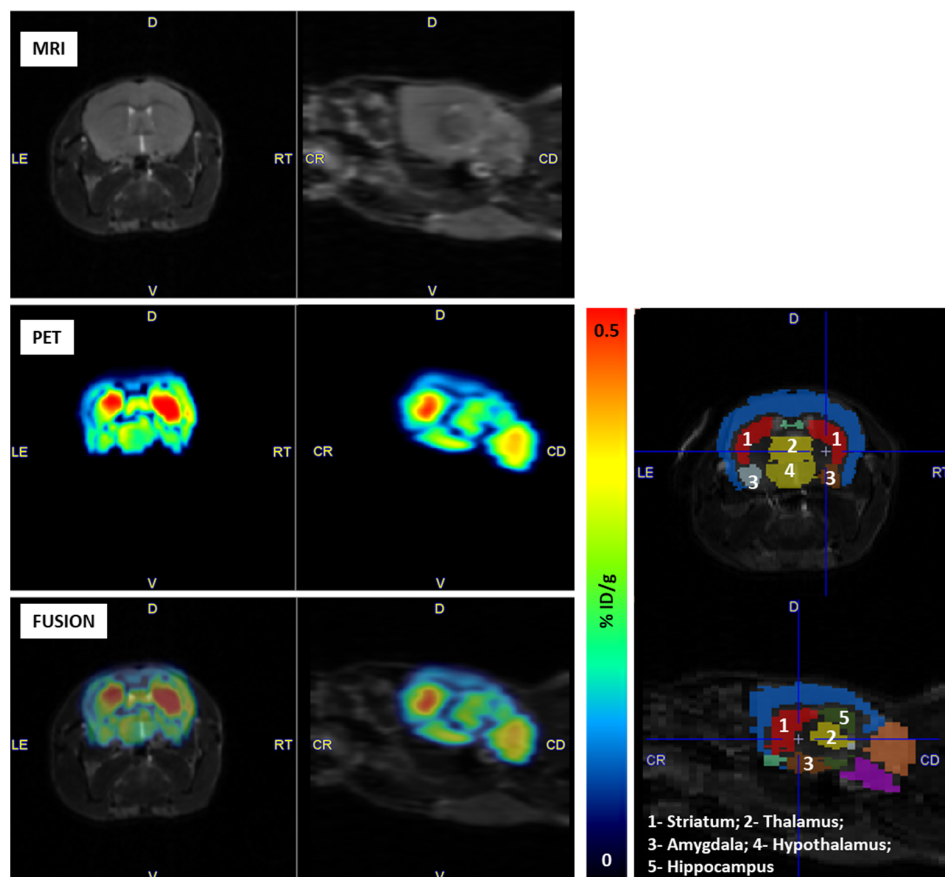 MRI
D
D
LE
RT
CR
CD
V
V
PET
D
D
LE
RT
CR
CD
V
V
FUSION
D
D
LE
RT
CR
CD
V
V
0.5
% ID/g
0
D
1
1
2
4
3
3
LE
RT
D
1
5
2
3
CR
CD
1- Striatum; 2- Thalamus;
3- Amygdala; 4- Hypothalamus;
5- Hippocampus